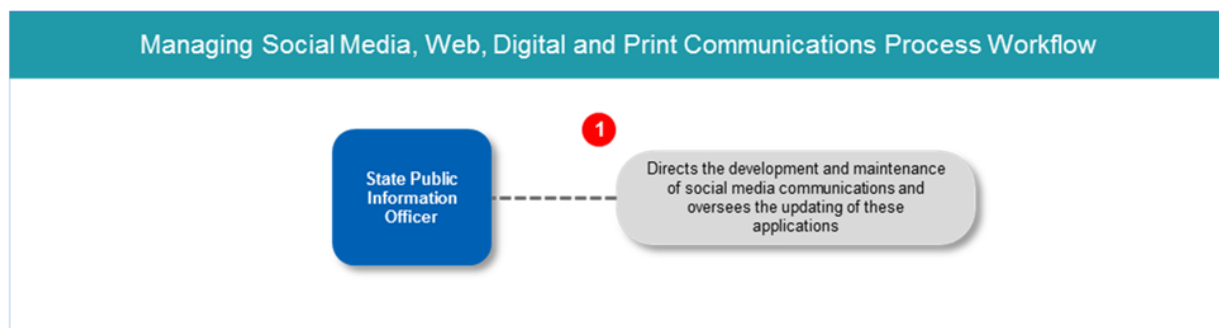 Managing Social Media, Web, Digital and Print Communications Process Workflow
1
State Public
Information
Officer
Directs the development and maintenance
of social media communications and
oversees the updating of these
applications